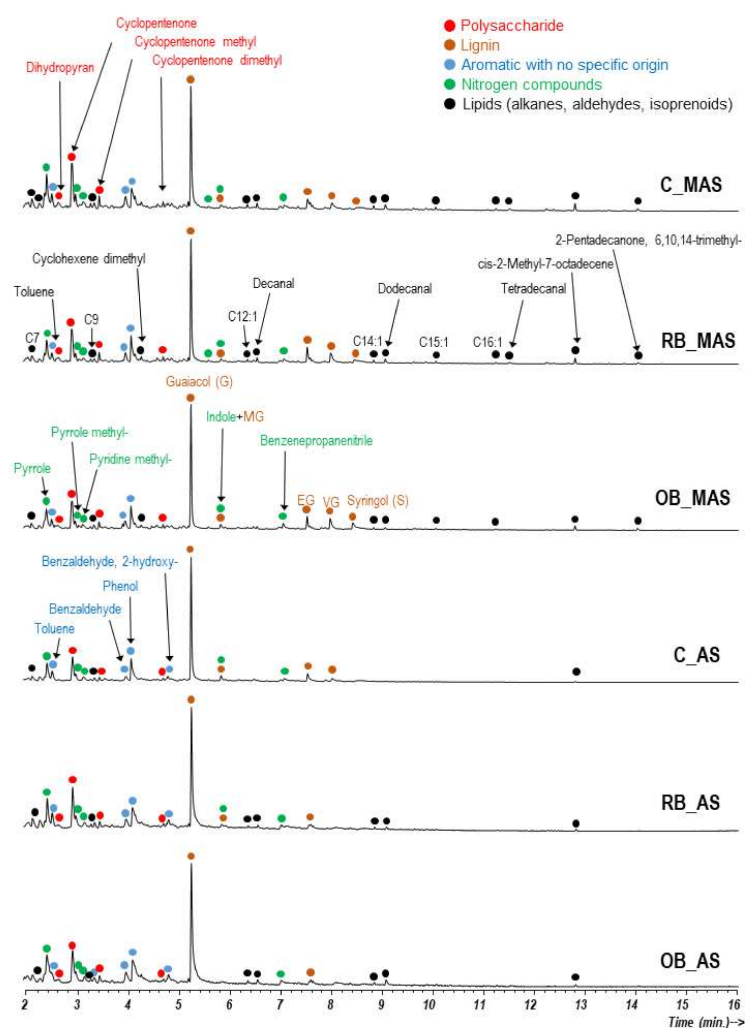 Cyclopentenone
Cyclopentenone methyl
Cyclopentenone dimethyl
Dihydropyran
Polysaccharide
Lignin
Aromatic with no specific origin
Nitrogen compounds
Lipids (alkanes, aldehydes, isoprenoids)
C_MAS
2-Pentadecanone, 6,10,14-trimethyl-
cis-2-Methyl-7-octadecene
Cyclohexene dimethyl
Decanal
Dodecanal
Tetradecanal
Toluene
C7
C9
C12:1
C14:1
C15:1
C16:1
RB_MAS
Guaiacol (G)
Indole+MG
Pyrrole methyl-
Benzenepropanenitrile
Pyridine methyl-
Pyrrole
EG
VG
Syringol (S)
OB_MAS
Benzaldehyde, 2-hydroxy-
Phenol
Benzaldehyde
Toluene
C_AS
RB_AS
OB_AS
2 3 4 5 6 7 8 9 10 11 12 13 14 15 16
Time (min.)-->